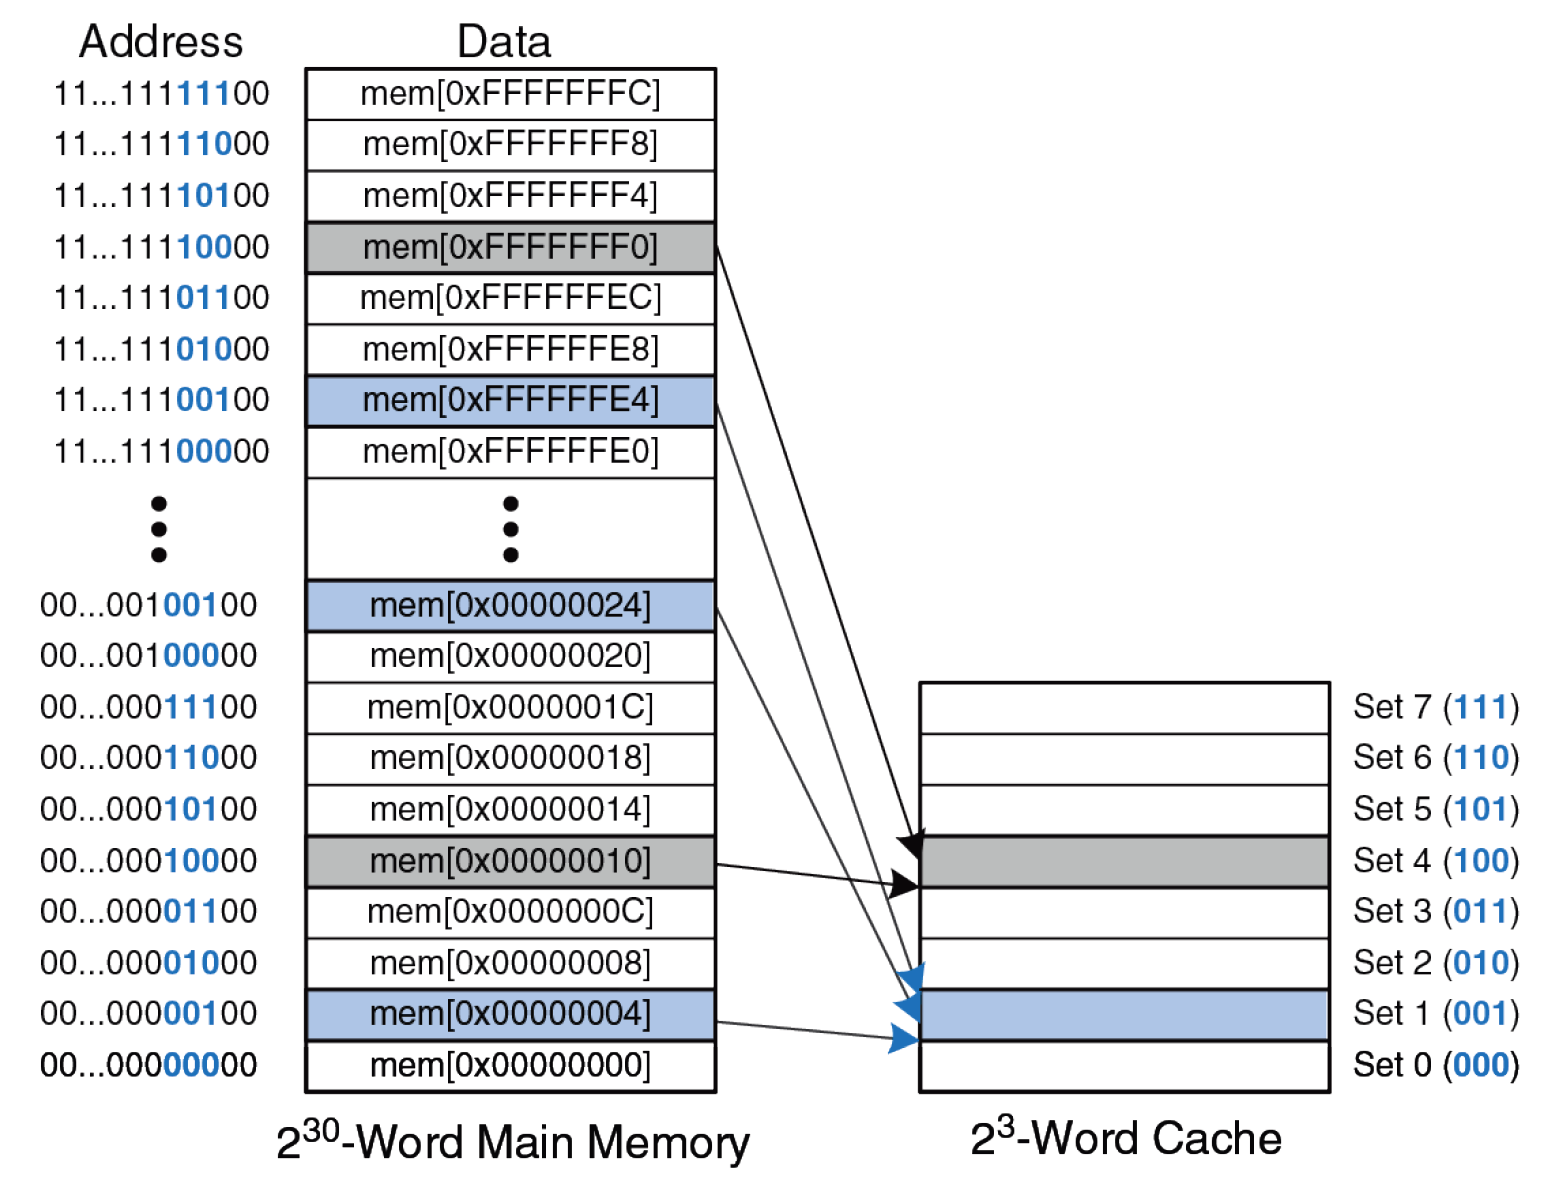 Address Data
11...11111100 mem[0xFFFFFFFC]
11...11111000 mem[0xFFFFFFF8]
11...11110100 mem[0xFFFFFFF4]
11...11110000 mem[0xFFFFFFF0]
11...11101100 mem[0xFFFFFFEC]
11...11101000 mem[0xFFFFFFE8]
11...11100100 mem[0xFFFFFFE4]
11...11100000 mem[0xFFFFFFE0]
00...00100100 mem[0x00000024]
00...00100000 mem[0x00000020]
00...00011100 mem[0x0000001C] Set 7 (111)
00...00011000 mem[0x00000018] Set 6 (110)
00...00010100 mem[0x00000014] Set 5 (101)
00...00010000 mem[0x00000010] Set 4 (100)
00...00001100 mem[0x0000000C] Set 3 (011)
00...00001000 mem[0x00000008] Set 2 (010)
00...00000100 mem[0x00000004] Set 1 (001)
00...00000000 mem[0x00000000] Set 0 (000)
2³⁰-Word Main Memory 2³-Word Cache